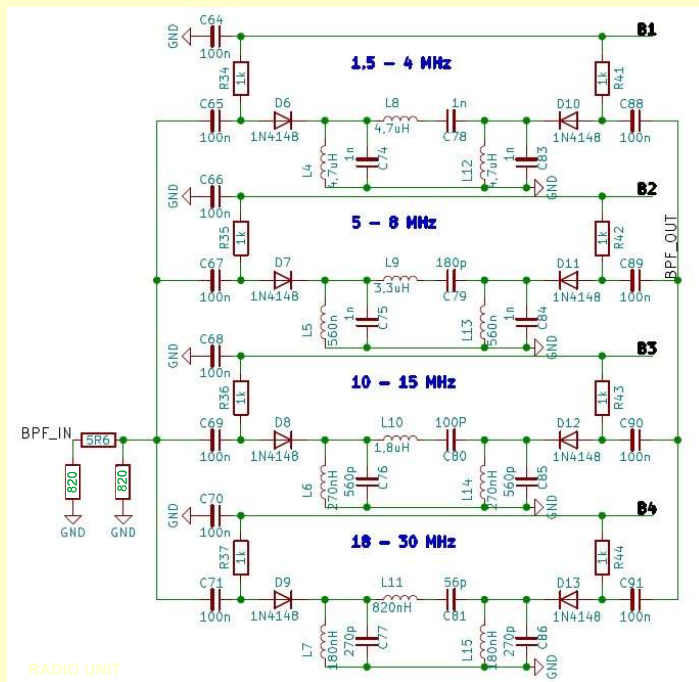 C64
GND
100n
B1
R34
1k
1,5 - 4 MHz
R41
1k
C65
100n
D6
1N4148
L8
4,7uH
1n
C78
D10
1N4148
C88
100n
L4
4,7uH
1n
C74
L12
4,7uH
1n
C83
GND
C66
GND
100n
B2
R35
1k
5 - 8 MHz
R42
1k
BPF_OUT
C67
100n
D7
1N4148
L9
3,3uH
180p
C79
D11
1N4148
C89
100n
L5
560n
1n
C75
L13
560n
1n
C84
GND
C68
GND
100n
B3
R36
1k
10 - 15 MHz
R43
1k
BPF_IN
5R6
C69
100n
D8
1N4148
L10
1,8uH
100P
C80
D12
1N4148
C90
100n
820
820
GND
GND
L6
270nH
560p
C76
L14
270nH
560p
C85
GND
C70
GND
100n
B4
R37
1k
18 - 30 MHz
R44
1k
C71
100n
D9
1N4148
L11
820nH
56p
C81
D13
1N4148
C91
100n
L7
180nH
270p
C77
L15
180nH
270p
C86
GND
RADIO UNIT